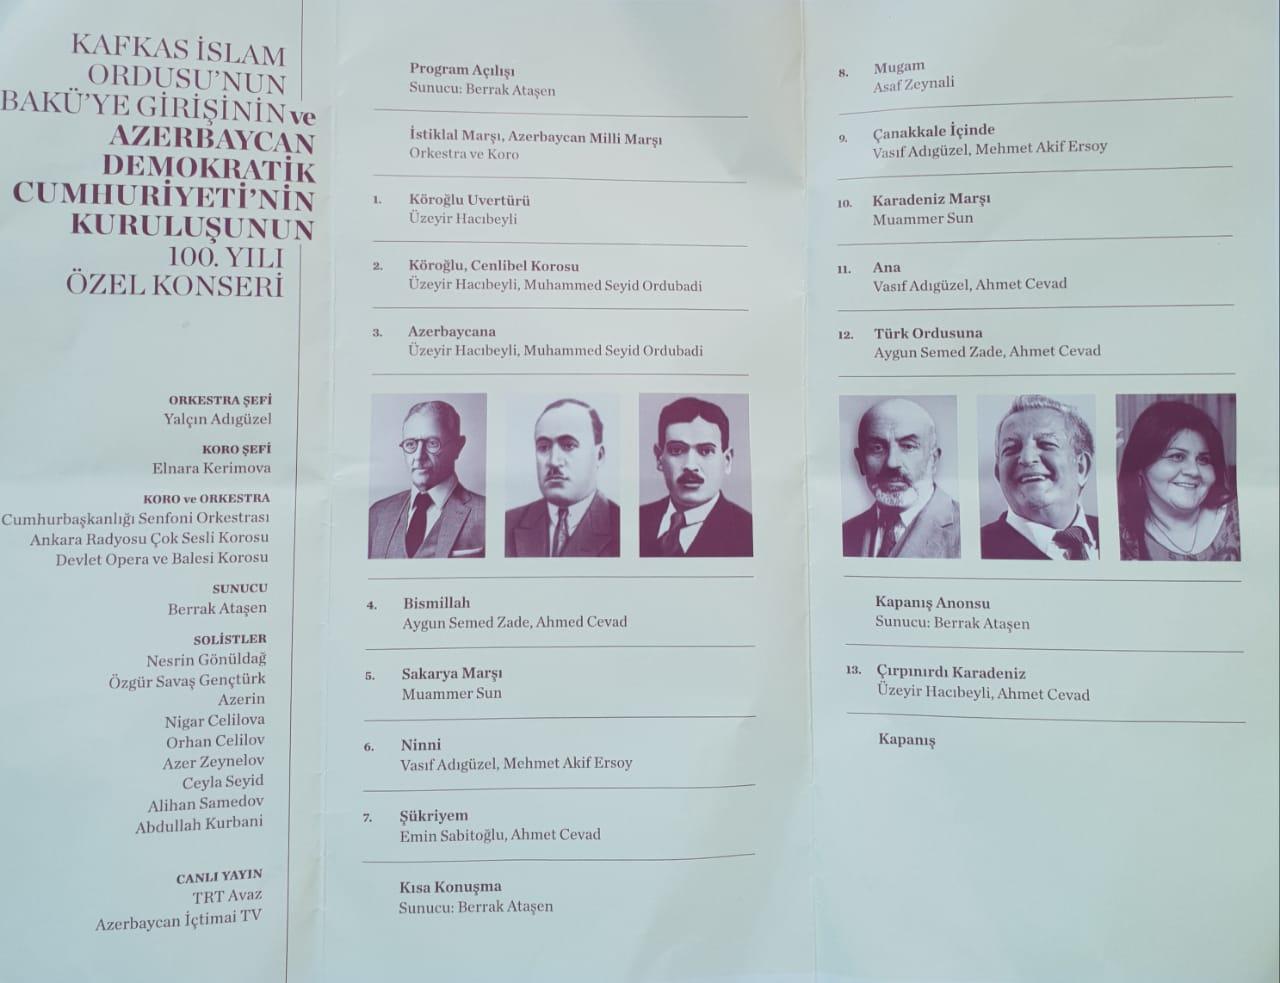 KAFKAS İSLAM
ORDUSU'NUN
BAKÜ'YE GİRİŞİNİN ve
AZERBAYCAN
DEMOKRATİK
CUMHURİYETİ'NİN
KURULUŞUNUN
100. YILI
ÖZEL KONSERİ
ORKESTRA ŞEFİ
Yalçın Adıgüzel
KORO ŞEFİ
Elnara Kerimova
KORO ve ORKESTRA
Cumhurbaşkanlığı Senfoni Orkestrası
Ankara Radyosu Çok Sesli Korosu
Devlet Opera ve Balesi Korosu
SUNUCU
Berrak Ataşen
SOLİSTLER
Nesrin Gönüldağ
Özgür Savaş Gençtürk
Azerin
Nigar Celilova
Orhan Celilov
Azer Zeynelov
Ceyla Seyid
Alihan Samedov
Abdullah Kurbani
CANLI YAYIN
TRT Avaz
Azerbaycan İçtimai TV
Program Açılışı
Sunucu: Berrak Ataşen
İstiklal Marşı, Azerbaycan Milli Marşı
Orkestra ve Koro
1. Köroğlu Uvertürü
Üzeyir Hacıbeyli
2. Köroğlu, Cenlibel Korosu
Üzeyir Hacıbeyli, Muhammed Seyid Ordubadi
3. Azerbaycana
Üzeyir Hacıbeyli, Muhammed Seyid Ordubadi
4. Bismillah
Aygun Semed Zade, Ahmed Cevad
5. Sakarya Marşı
Muammer Sun
6. Ninni
Vasıf Adıgüzel, Mehmet Akif Ersoy
7. Şükriyem
Emin Sabitoğlu, Ahmet Cevad
Kısa Konuşma
Sunucu: Berrak Ataşen
8. Mugam
Asaf Zeynali
9. Çanakkale İçinde
Vasıf Adıgüzel, Mehmet Akif Ersoy
10. Karadeniz Marşı
Muammer Sun
11. Ana
Vasıf Adıgüzel, Ahmet Cevad
12. Türk Ordusuna
Aygun Semed Zade, Ahmet Cevad
Kapanış Anonsu
Sunucu: Berrak Ataşen
13. Çırpınırdı Karadeniz
Üzeyir Hacıbeyli, Ahmet Cevad
Kapanış